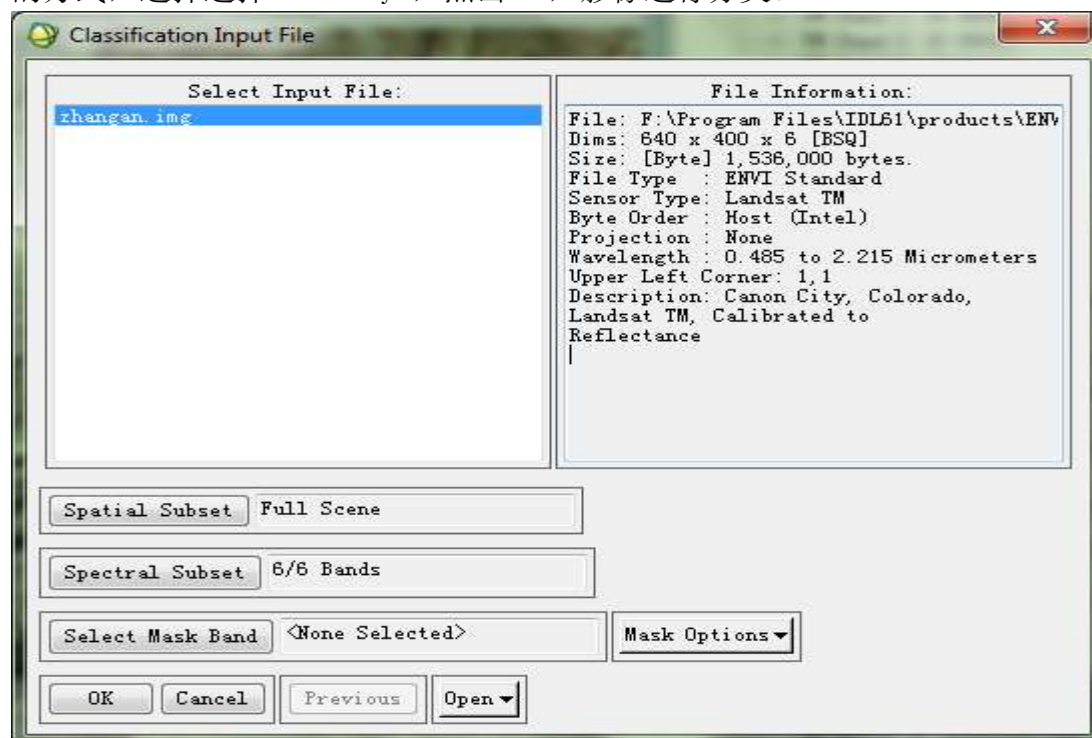 Classification Input File
Select Input File:
zhangan.img
File Information:
File: F:\Program Files\IDL61\products\ENV
Dims: 640 x 400 x 6 [BSQ]
Size: [Byte] 1,536,000 bytes.
File Type : ENVI Standard
Sensor Type: Landsat TM
Byte Order : Host (Intel)
Projection : None
Wavelength : 0.485 to 2.215 Micrometers
Upper Left Corner: 1,1
Description: Canon City, Colorado,
Landsat TM, Calibrated to
Reflectance
Spatial Subset Full Scene
Spectral Subset 6/6 Bands
Select Mask Band <None Selected> Mask Options
OK Cancel Previous Open